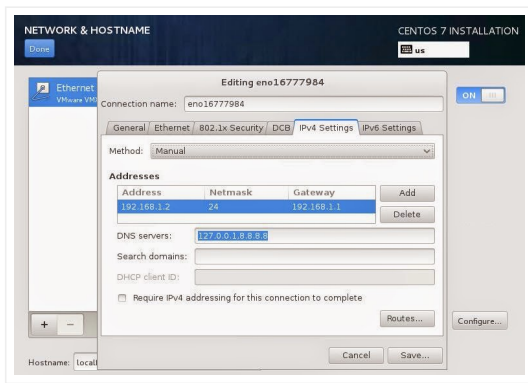 NETWORK & HOSTNAME
CENTOS 7 INSTALLATION
Done
us
Ethernet
VMware VMX
ON
Editing eno16777984
Connection name: eno16777984
General Ethernet 802.1x Security DCB IPv4 Settings IPv6 Settings
Method: Manual
Addresses
Address Netmask Gateway
192.168.1.2 24 192.168.1.1
Add
Delete
DNS servers: 127.0.0.1,8.8.8.8
Search domains:
DHCP client ID:
Require IPv4 addressing for this connection to complete
Routes...
Configure...
+ −
Cancel Save...
Hostname: locall